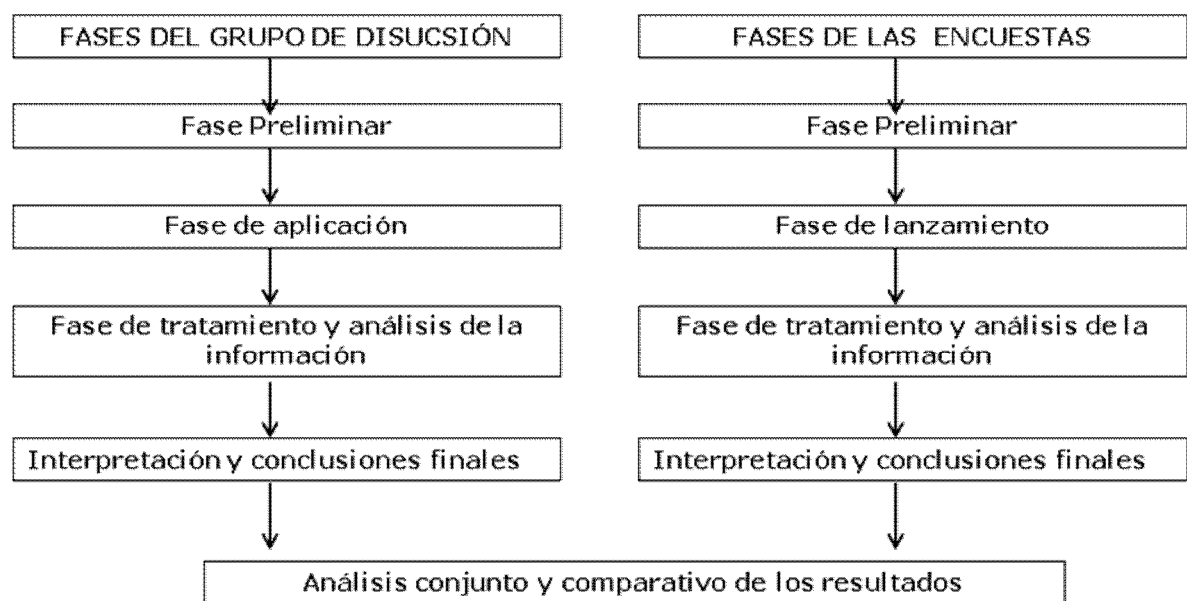 FASES DEL GRUPO DE DISUCSIÓN
Fase Preliminar
Fase de aplicación
Fase de tratamiento y análisis de la
información
Interpretación y conclusiones finales
FASES DE LAS ENCUESTAS
Fase Preliminar
Fase de lanzamiento
Fase de tratamiento y análisis de la
información
Interpretación y conclusiones finales
Análisis conjunto y comparativo de los resultados